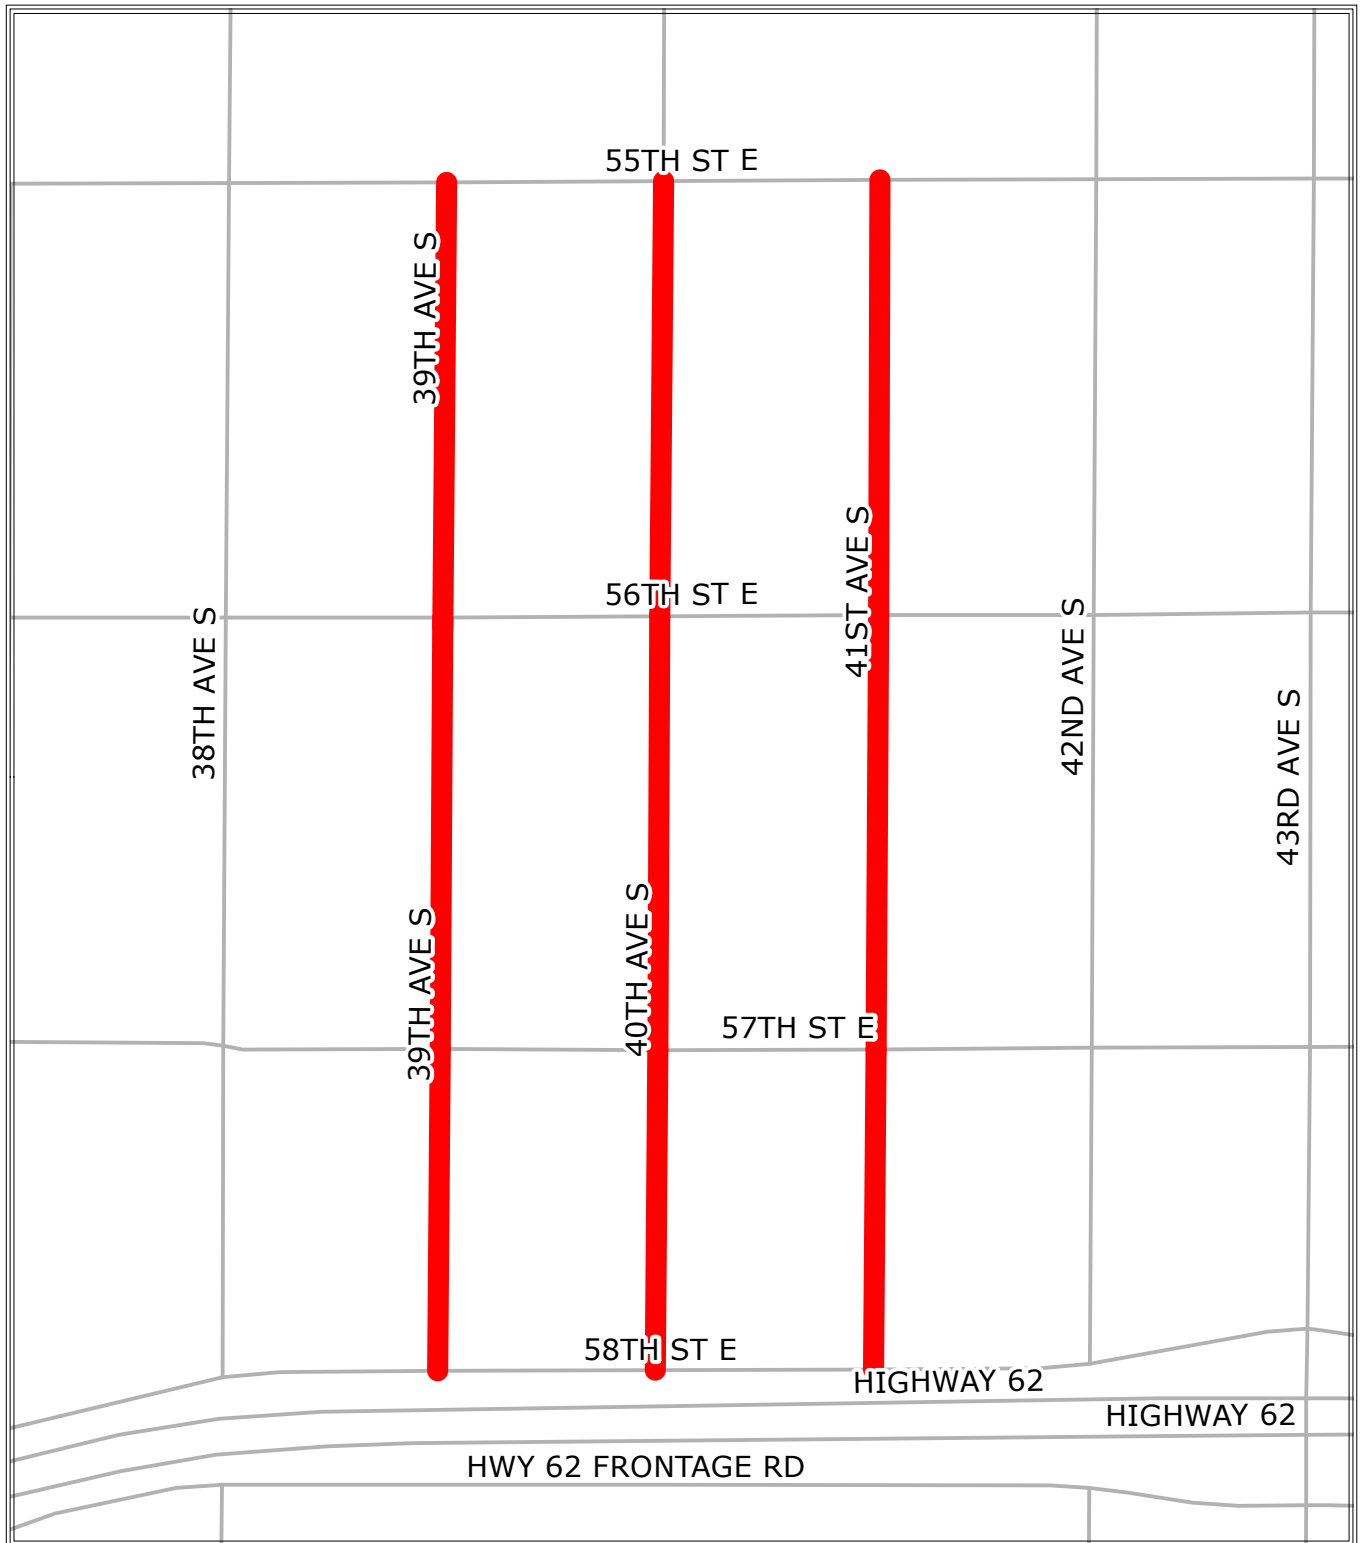 55TH ST E
39TH AVE S
56TH ST E
41ST AVE S
38TH AVE S
42ND AVE S
43RD AVE S
39TH AVE S
40TH AVE S
57TH ST E
58TH ST E
HIGHWAY 62
HIGHWAY 62
HWY 62 FRONTAGE RD